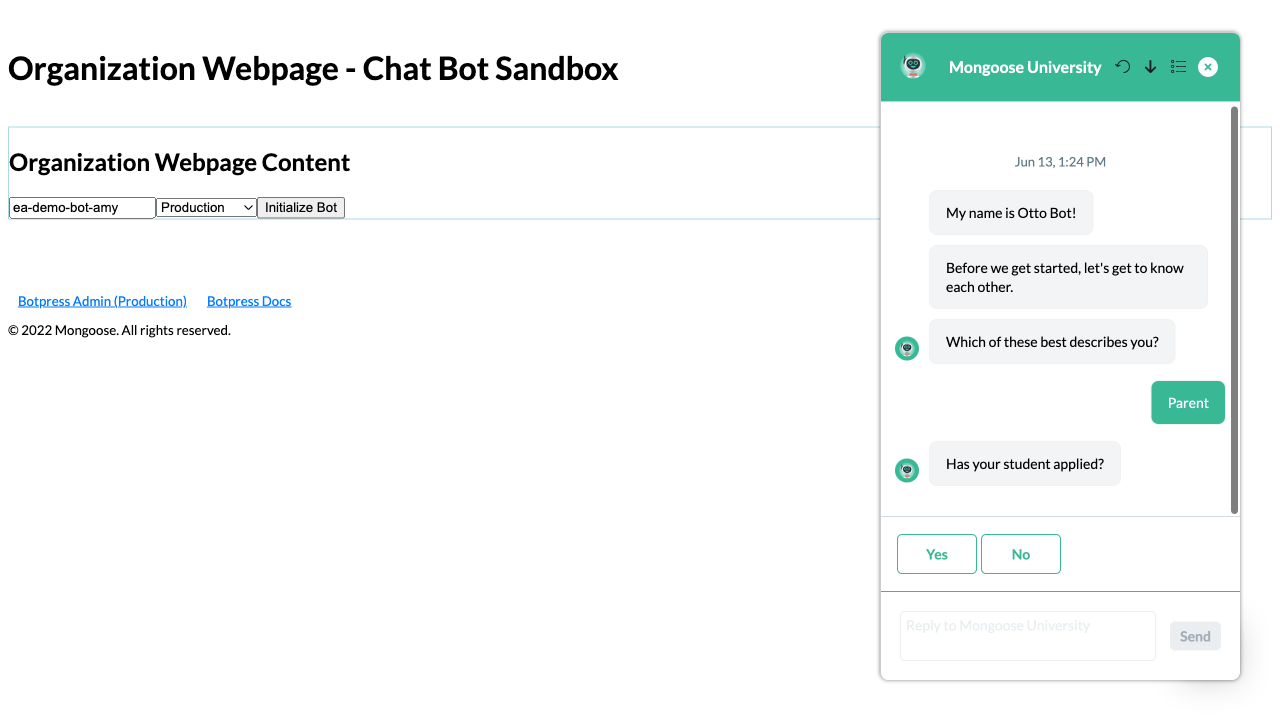 Organization Webpage - Chat Bot Sandbox
Organization Webpage Content
ea-demo-bot-amy Production Initialize Bot
Botpress Admin (Production) Botpress Docs
© 2022 Mongoose. All rights reserved.
Mongoose University
Jun 13, 1:24 PM
My name is Otto Bot!
Before we get started, let's get to know
each other.
Which of these best describes you?
Parent
Has your student applied?
Yes No
Reply to Mongoose University
Send